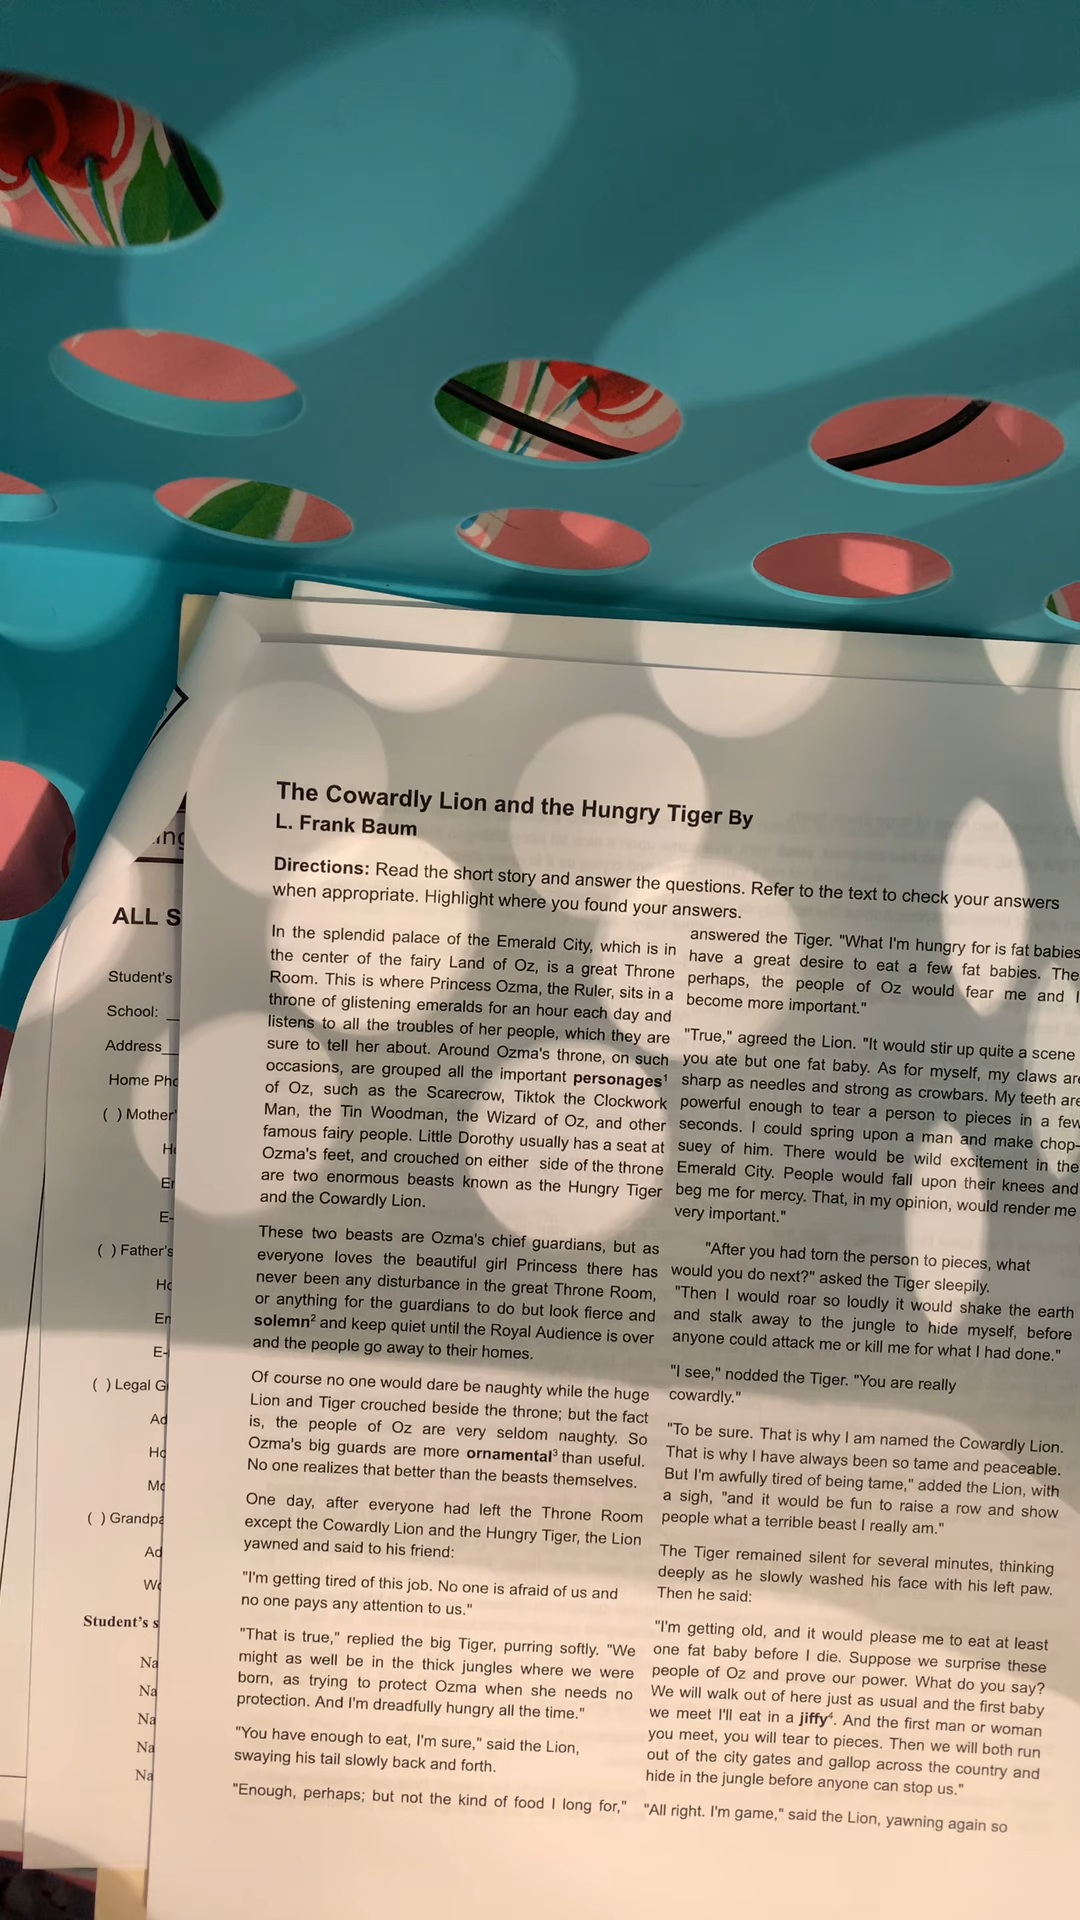 The Cowardly Lion and the Hungry Tiger By
L. Frank Baum
Directions: Read the short story and answer the questions. Refer to the text to check your answers
when appropriate. Highlight where you found your answers.
In the splendid palace of the Emerald City, which is in
the center of the fairy Land of Oz, is a great Throne
Room. This is where Princess Ozma, the Ruler, sits in a
throne of glistening emeralds for an hour each day and
listens to all the troubles of her people, which they are
sure to tell her about. Around Ozma's throne, on such
occasions, are grouped all the important personages¹
of Oz, such as the Scarecrow, Tiktok the Clockwork
Man, the Tin Woodman, the Wizard of Oz, and other
famous fairy people. Little Dorothy usually has a seat at
Ozma's feet, and crouched on either side of the throne
are two enormous beasts known as the Hungry Tiger
and the Cowardly Lion.
These two beasts are Ozma's chief guardians, but as
everyone loves the beautiful girl Princess there has
never been any disturbance in the great Throne Room,
or anything for the guardians to do but look fierce and
solemn² and keep quiet until the Royal Audience is over
and the people go away to their homes.
Of course no one would dare be naughty while the huge
Lion and Tiger crouched beside the throne; but the fact
is, the people of Oz are very seldom naughty. So
Ozma's big guards are more ornamental³ than useful.
No one realizes that better than the beasts themselves.
One day, after everyone had left the Throne Room
except the Cowardly Lion and the Hungry Tiger, the Lion
yawned and said to his friend:
"I'm getting tired of this job. No one is afraid of us and
no one pays any attention to us."
"That is true," replied the big Tiger, purring softly. "We
might as well be in the thick jungles where we were
born, as trying to protect Ozma when she needs no
protection. And I'm dreadfully hungry all the time."
"You have enough to eat, I'm sure," said the Lion,
swaying his tail slowly back and forth.
"Enough, perhaps; but not the kind of food I long for,"
answered the Tiger. "What I'm hungry for is fat babies
have a great desire to eat a few fat babies. The
perhaps, the people of Oz would fear me and I
become more important."
"True," agreed the Lion. "It would stir up quite a scene
you ate but one fat baby. As for myself, my claws are
sharp as needles and strong as crowbars. My teeth are
powerful enough to tear a person to pieces in a few
seconds. I could spring upon a man and make chop-
suey of him. There would be wild excitement in the
Emerald City. People would fall upon their knees and
beg me for mercy. That, in my opinion, would render me
very important."
"After you had torn the person to pieces, what
would you do next?" asked the Tiger sleepily.
"Then I would roar so loudly it would shake the earth
and stalk away to the jungle to hide myself, before
anyone could attack me or kill me for what I had done."
"I see," nodded the Tiger. "You are really
cowardly."
"To be sure. That is why I am named the Cowardly Lion.
That is why I have always been so tame and peaceable.
But I'm awfully tired of being tame," added the Lion, with
a sigh, "and it would be fun to raise a row and show
people what a terrible beast I really am."
The Tiger remained silent for several minutes, thinking
deeply as he slowly washed his face with his left paw.
Then he said:
"I'm getting old, and it would please me to eat at least
one fat baby before I die. Suppose we surprise these
people of Oz and prove our power. What do you say?
We will walk out of here just as usual and the first baby
we meet I'll eat in a jiffy⁴. And the first man or woman
you meet, you will tear to pieces. Then we will both run
out of the city gates and gallop across the country and
hide in the jungle before anyone can stop us."
"All right. I'm game," said the Lion, yawning again so
ALL S
Student's
School:
Address
Home Pho
( ) Mother'
Ho
En
E-
( ) Father's
Ho
En
E-
( ) Legal G
Ad
Ho
Mo
( ) Grandpa
Ad
Wo
Student's s
Na
Na
Na
Na
Na